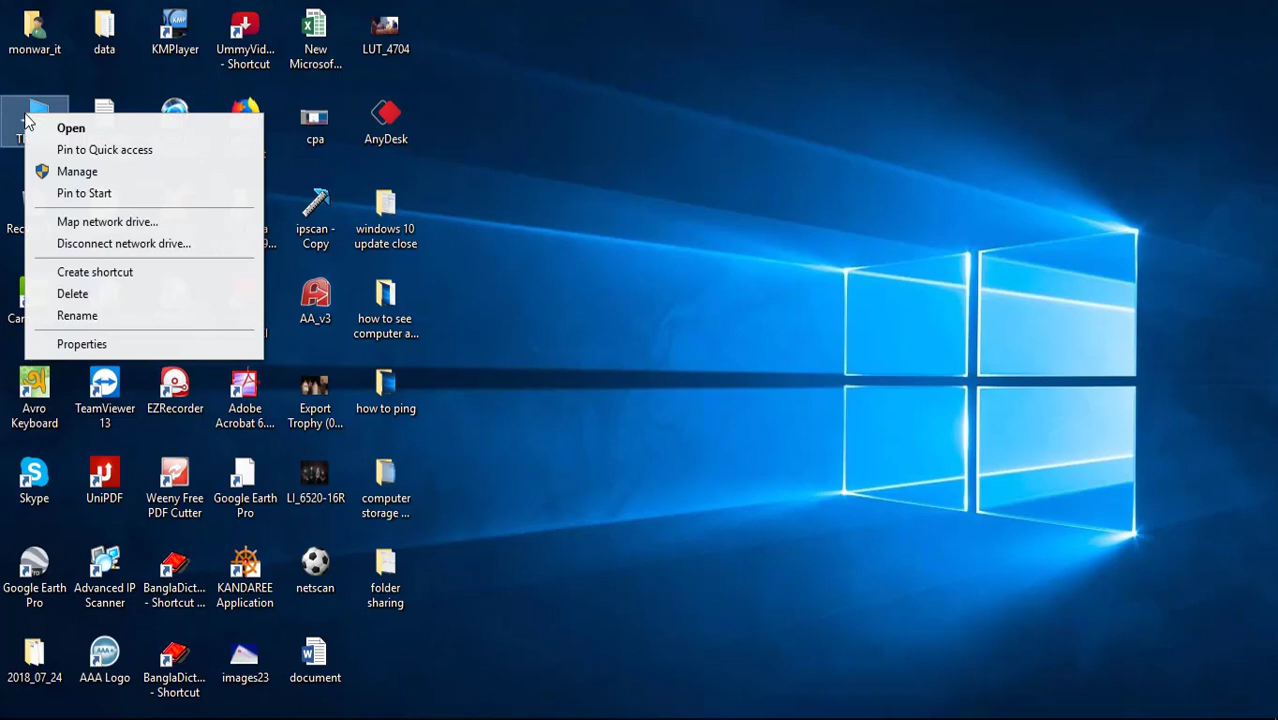 monwar_it
data
KMPlayer
UmmyVid...
- Shortcut
New
Microsof...
LUT_4704
cpa
AnyDesk
Open
Pin to Quick access
Manage
Pin to Start
Map network drive...
Disconnect network drive...
Create shortcut
Delete
Rename
Properties
ipscan -
Copy
windows 10
update close
AA_v3
how to see
computer a...
Avro
Keyboard
TeamViewer
13
EZRecorder
Adobe
Acrobat 6....
Export
Trophy (0...
how to ping
Skype
UniPDF
Weeny Free
PDF Cutter
Google Earth
Pro
LI_6520-16R
computer
storage ...
Google Earth
Pro
Advanced IP
Scanner
BanglaDict...
- Shortcut ...
KANDAREE
Application
netscan
folder
sharing
2018_07_24
AAA Logo
BanglaDict...
- Shortcut
images23
document